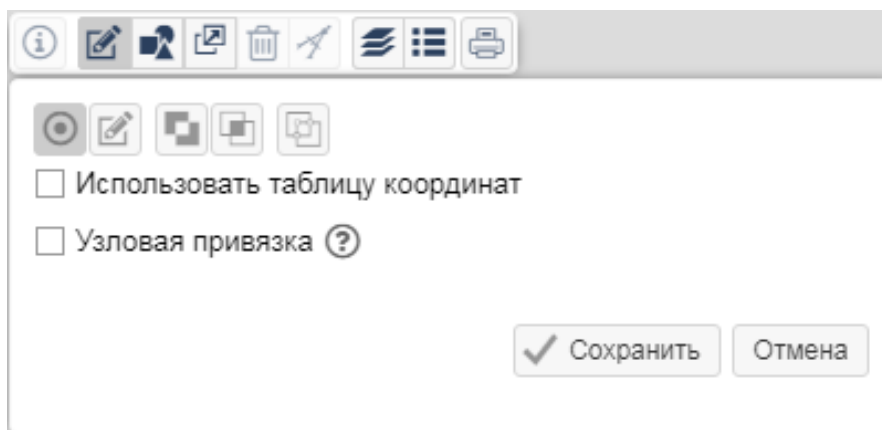 Использовать таблицу координат
Узловая привязка ?
Сохранить Отмена